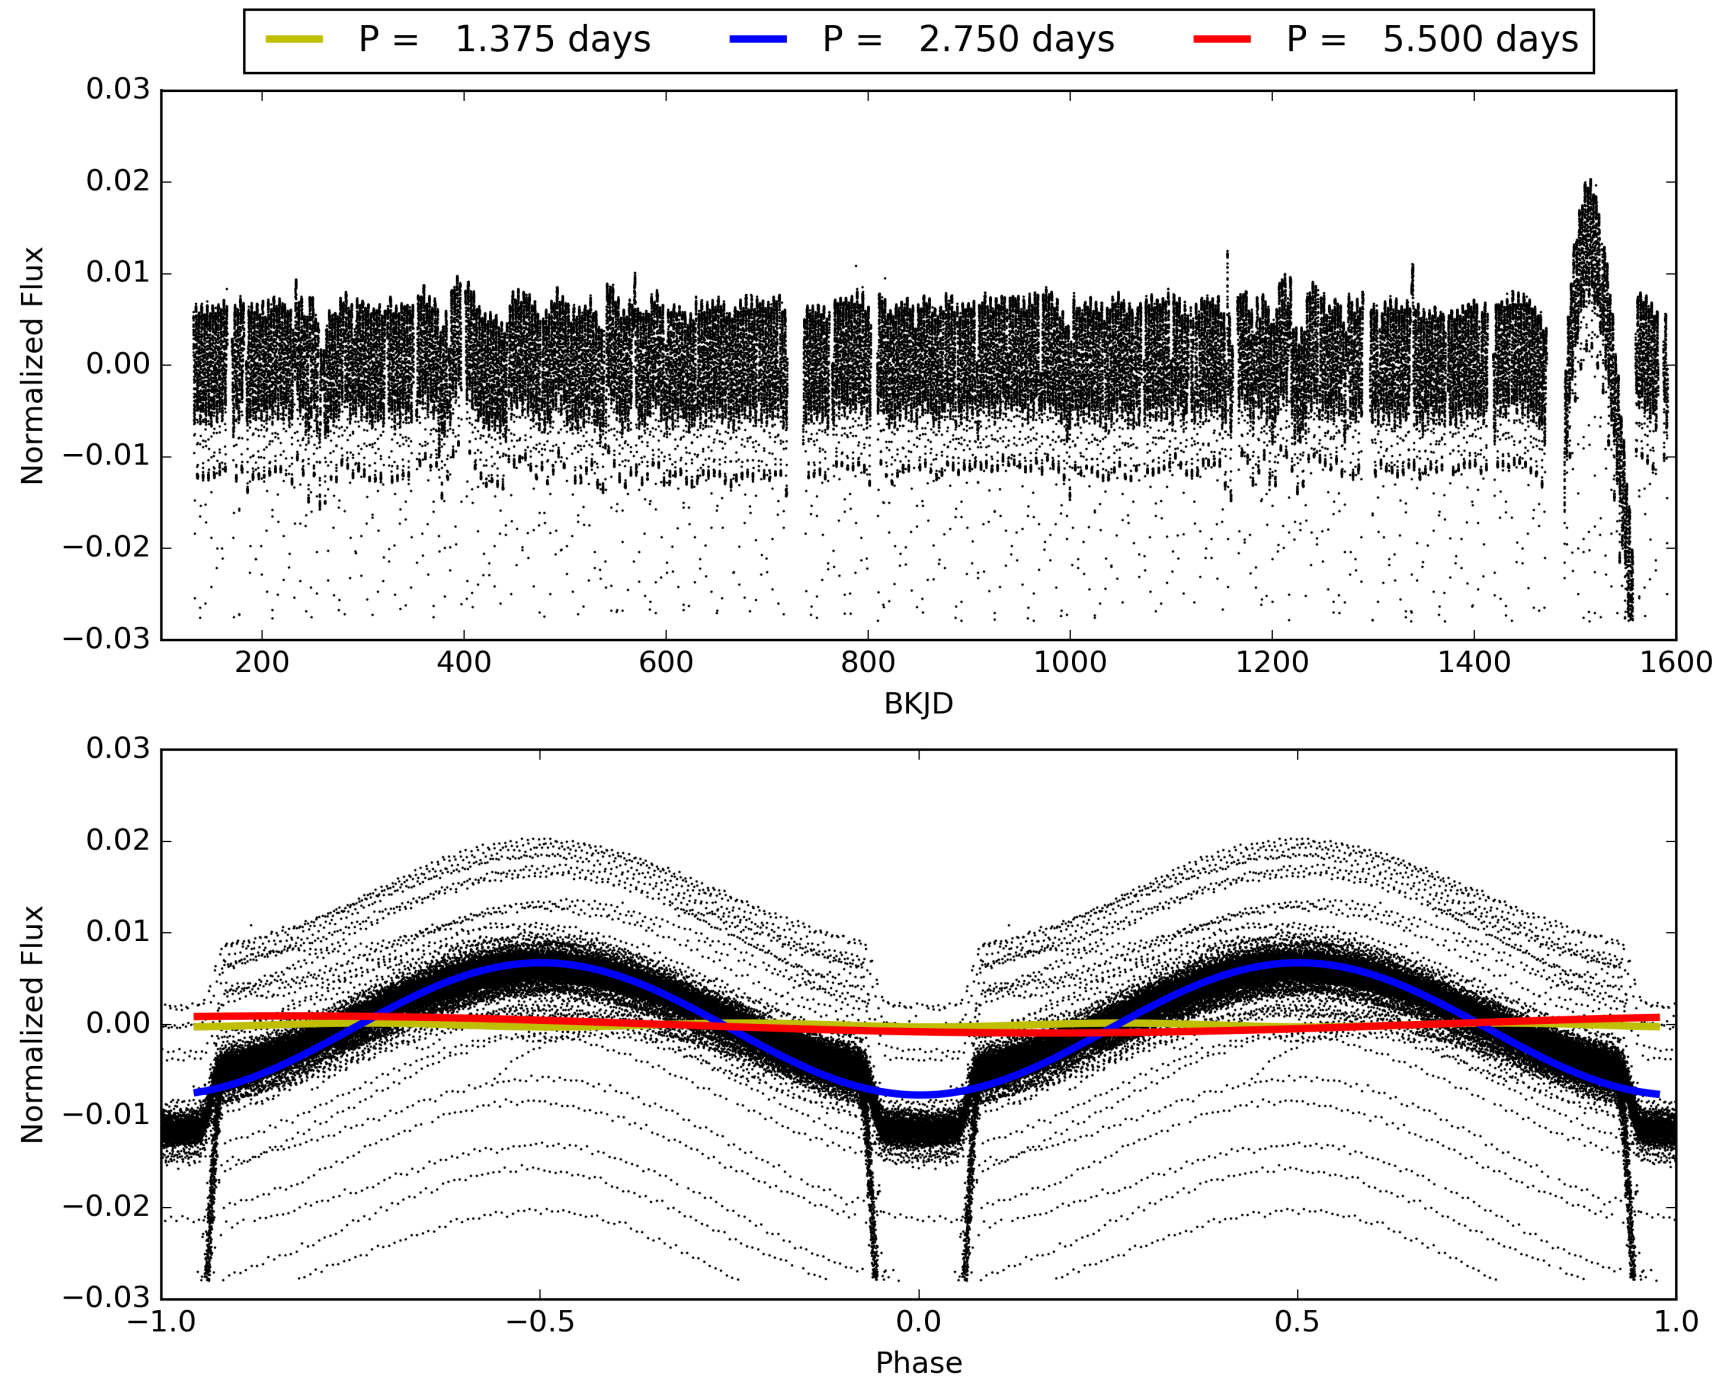 P = 1.375 days P = 2.750 days P = 5.500 days
0.03
0.02
0.01
0.00
−0.01
−0.02
−0.03
Normalized Flux
200 400 600 800 1000 1200 1400 1600
BKJD
0.03
0.02
0.01
0.00
−0.01
−0.02
−0.03
Normalized Flux
−1.0 −0.5 0.0 0.5 1.0
Phase